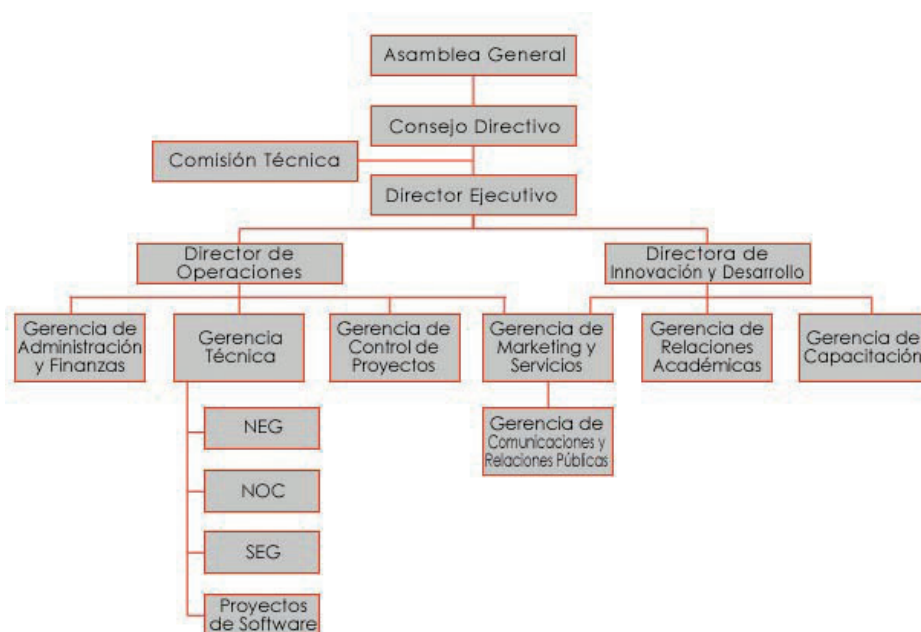 Asamblea General
Consejo Directivo
Comisión Técnica
Director Ejecutivo
Director de
Operaciones
Directora de
Innovación y Desarrollo
Gerencia de
Administración
y Finanzas
Gerencia
Técnica
Gerencia de
Control de
Proyectos
Gerencia de
Marketing y
Servicios
Gerencia de
Relaciones
Académicas
Gerencia de
Capacitación
Gerencia de
Comunicaciones y
Relaciones Públicas
NEG
NOC
SEG
Proyectos
de Software